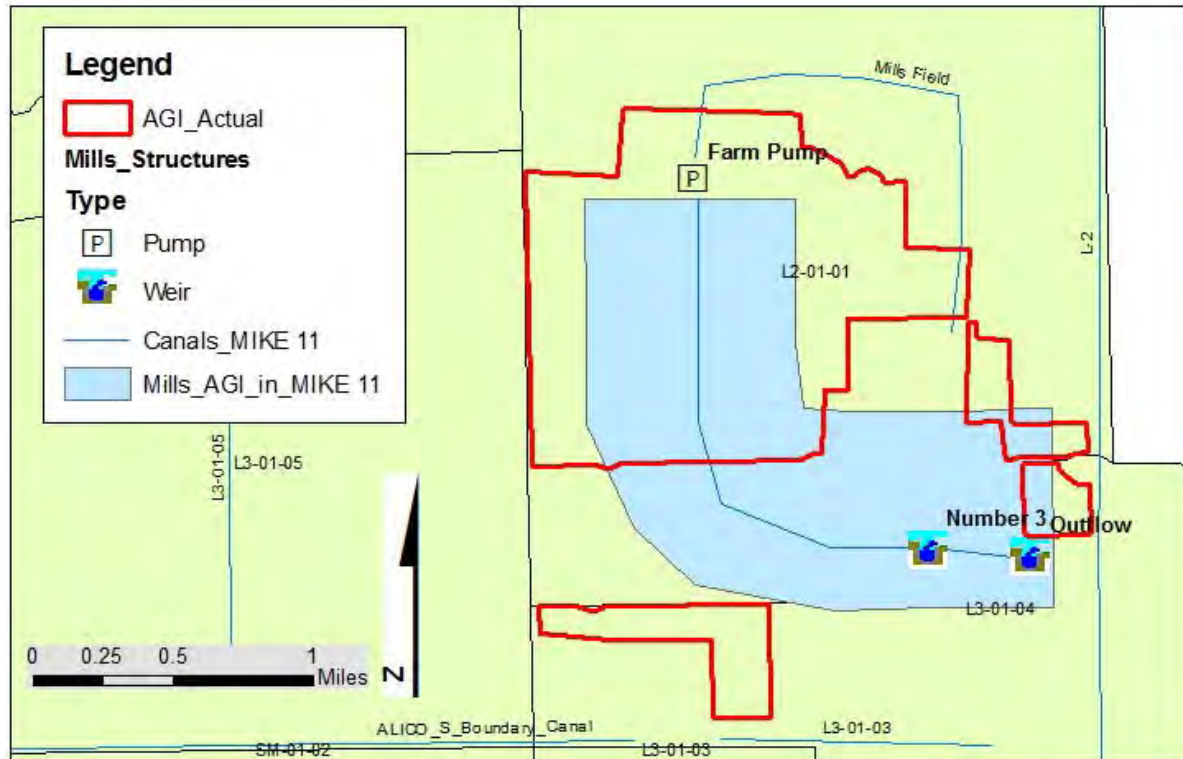 Legend
AGI_Actual
Mills_Structures
Type
P Pump
Weir
Canals_MIKE 11
Mills_AGI_in_MIKE 11
Mills Field
Farm Pump
P
L2-01-01
L-2
L3-01-05
L3-01-05
Number 3
Outflow
L3-01-04
0 0.25 0.5 1
Miles
N
ALICO_S_Boundary_Canal
L3-01-03
SM-01-02
L3-01-03